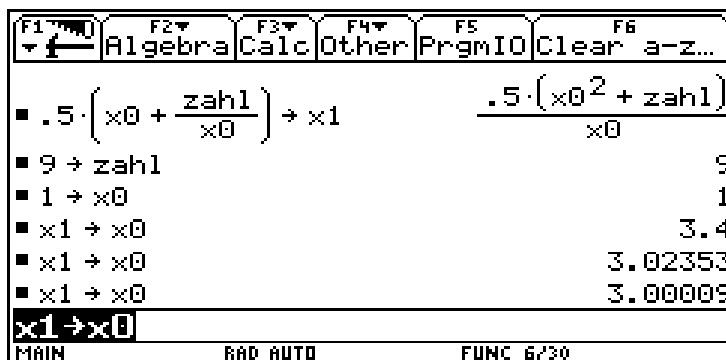 F1 F2 Algebra F3 Calc F4 Other F5 PrgmIO F6 Clear a-z…
.5·(x0 + zahl/x0) → x1 .5·(x0² + zahl)/x0
9 → zahl 9
1 → x0 1
x1 → x0 3.4
x1 → x0 3.02353
x1 → x0 3.00009
x1→x0
MAIN RAD AUTO FUNC 6/30